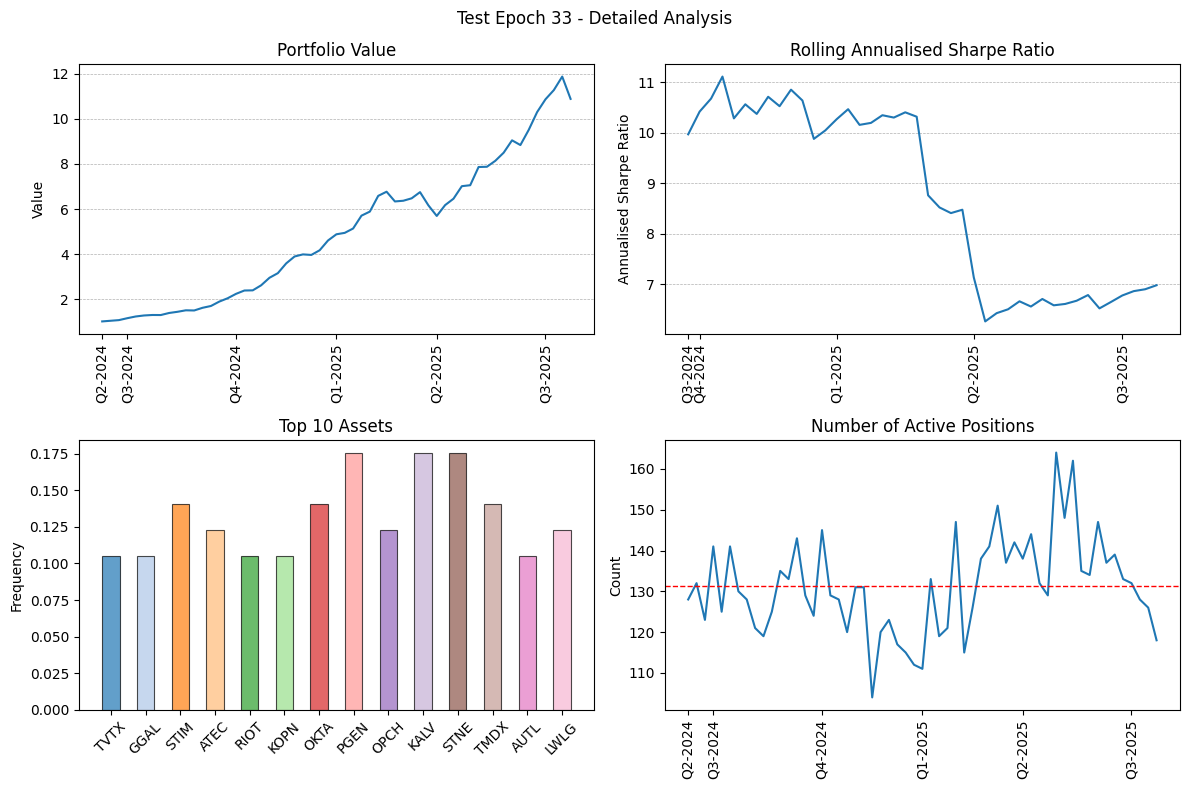 Test Epoch 33 - Detailed Analysis
Portfolio Value
Value
12
10
8
6
4
2
Q2-2024
Q3-2024
Q4-2024
Q1-2025
Q2-2025
Q3-2025
Rolling Annualised Sharpe Ratio
Annualised Sharpe Ratio
11
10
9
8
7
Q3-2024
Q4-2024
Q1-2025
Q2-2025
Q3-2025
Top 10 Assets
Frequency
0.175
0.150
0.125
0.100
0.075
0.050
0.025
0.000
TVTX
GGAL
STIM
ATEC
RIOT
KOPN
OKTA
PGEN
OPCH
KALV
STNE
TMDX
AUTL
LWLG
Number of Active Positions
Count
160
150
140
130
120
110
Q2-2024
Q3-2024
Q4-2024
Q1-2025
Q2-2025
Q3-2025